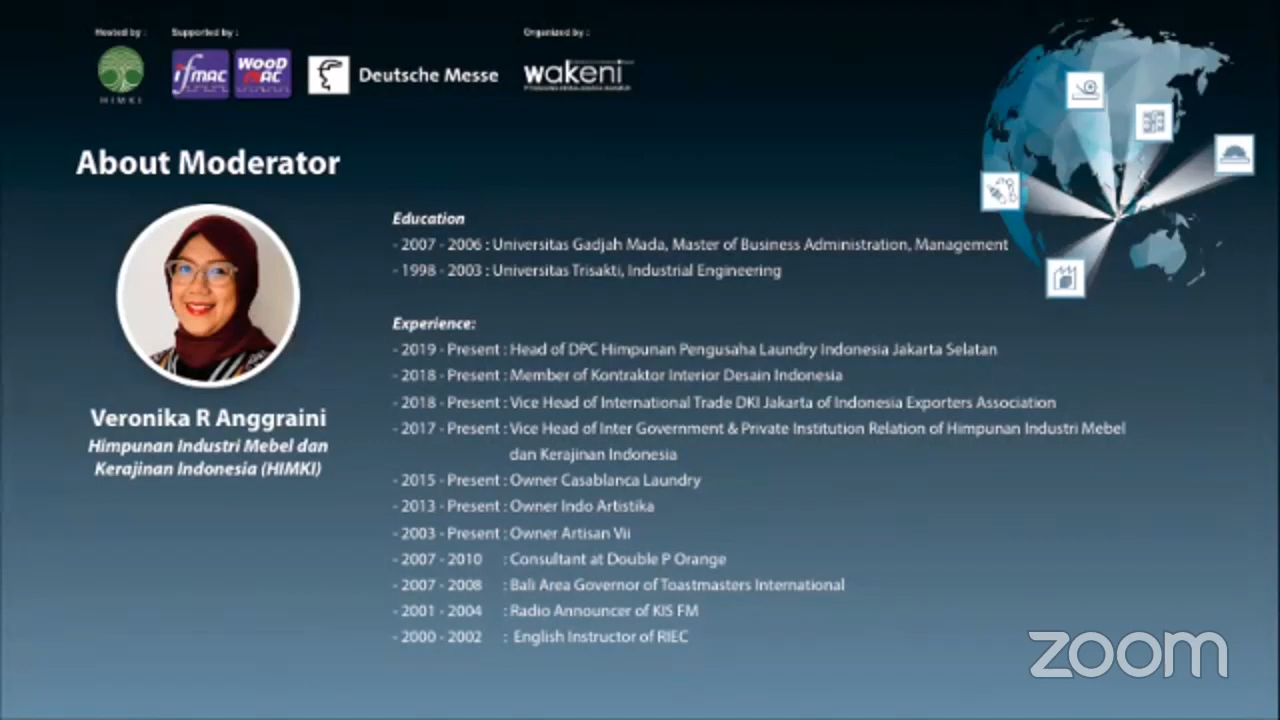 Hosted by :
Supported by :
Organized by :
HIMKI
ifmac
WOOD MAC
Deutsche Messe
wakeni
About Moderator
Education
- 2007 - 2006 : Universitas Gadjah Mada, Master of Business Administration, Management
- 1998 - 2003 : Universitas Trisakti, Industrial Engineering
Experience:
- 2019 - Present : Head of DPC Himpunan Pengusaha Laundry Indonesia Jakarta Selatan
- 2018 - Present : Member of Kontraktor Interior Desain Indonesia
- 2018 - Present : Vice Head of International Trade DKI Jakarta of Indonesia Exporters Association
- 2017 - Present : Vice Head of Inter Government & Private Institution Relation of Himpunan Industri Mebel
dan Kerajinan Indonesia
- 2015 - Present : Owner Casablanca Laundry
- 2013 - Present : Owner Indo Artistika
- 2003 - Present : Owner Artisan Vii
- 2007 - 2010 : Consultant at Double P Orange
- 2007 - 2008 : Bali Area Governor of Toastmasters International
- 2001 - 2004 : Radio Announcer of KIS FM
- 2000 - 2002 : English Instructor of RIEC
Veronika R Anggraini
Himpunan Industri Mebel dan
Kerajinan Indonesia (HIMKI)
zoom